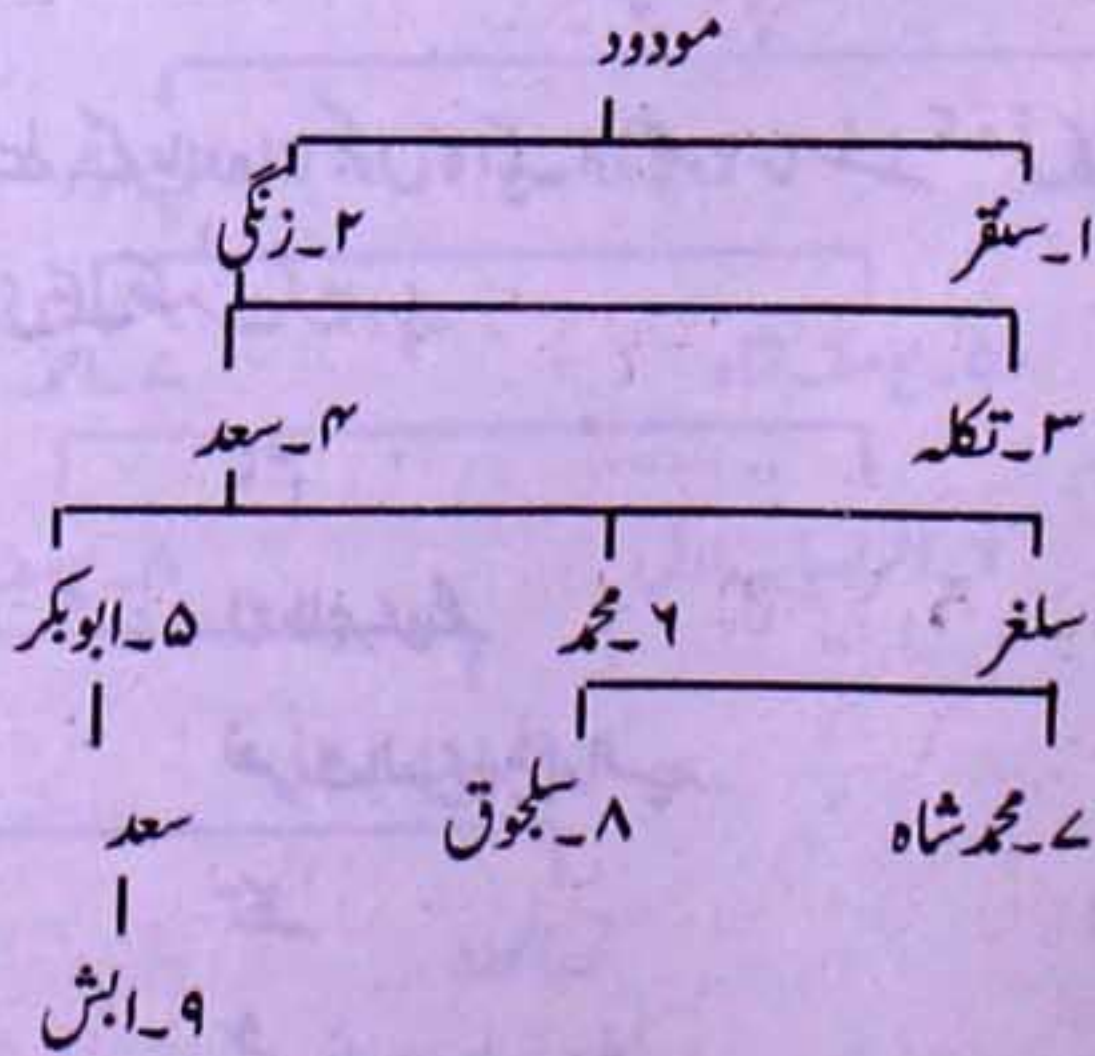 مودود
۱۔سنقر ۲۔زنگی
۳۔تکلہ ۴۔سعد
سلغر ۶۔محمد ۵۔ابوبکر
۷۔محمد شاہ ۸۔سلجوق سعد
۹۔ابش